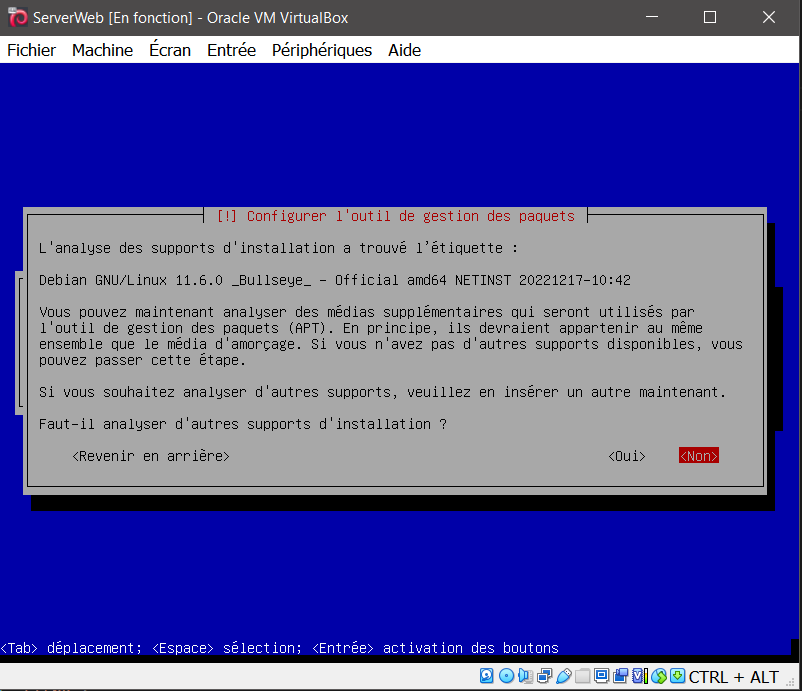 ServerWeb [En fonction] - Oracle VM VirtualBox
Fichier Machine Écran Entrée Périphériques Aide
[!] Configurer l'outil de gestion des paquets
L'analyse des supports d'installation a trouvé l’étiquette :
Debian GNU/Linux 11.6.0 _Bullseye_ - Official amd64 NETINST 20221217-10:42
Vous pouvez maintenant analyser des médias supplémentaires qui seront utilisés par
l'outil de gestion des paquets (APT). En principe, ils devraient appartenir au même
ensemble que le média d'amorçage. Si vous n'avez pas d'autres supports disponibles, vous
pouvez passer cette étape.
Si vous souhaitez analyser d'autres supports, veuillez en insérer un autre maintenant.
Faut-il analyser d'autres supports d'installation ?
<Revenir en arrière> <Oui> <Non>
<Tab> déplacement; <Espace> sélection; <Entrée> activation des boutons
CTRL + ALT